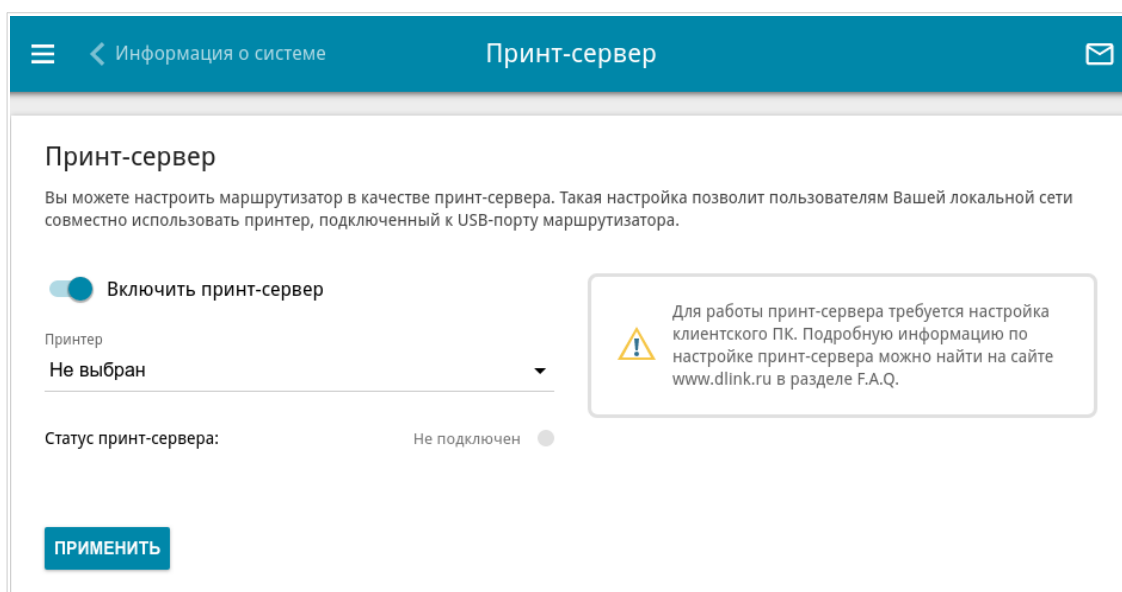 Информация о системе
Принт-сервер
Принт-сервер
Вы можете настроить маршрутизатор в качестве принт-сервера. Такая настройка позволит пользователям Вашей локальной сети
совместно использовать принтер, подключенный к USB-порту маршрутизатора.
Включить принт-сервер
Принтер
Не выбран
Статус принт-сервера:
Не подключен
Для работы принт-сервера требуется настройка
клиентского ПК. Подробную информацию по
настройке принт-сервера можно найти на сайте
www.dlink.ru в разделе F.A.Q.
ПРИМЕНИТЬ